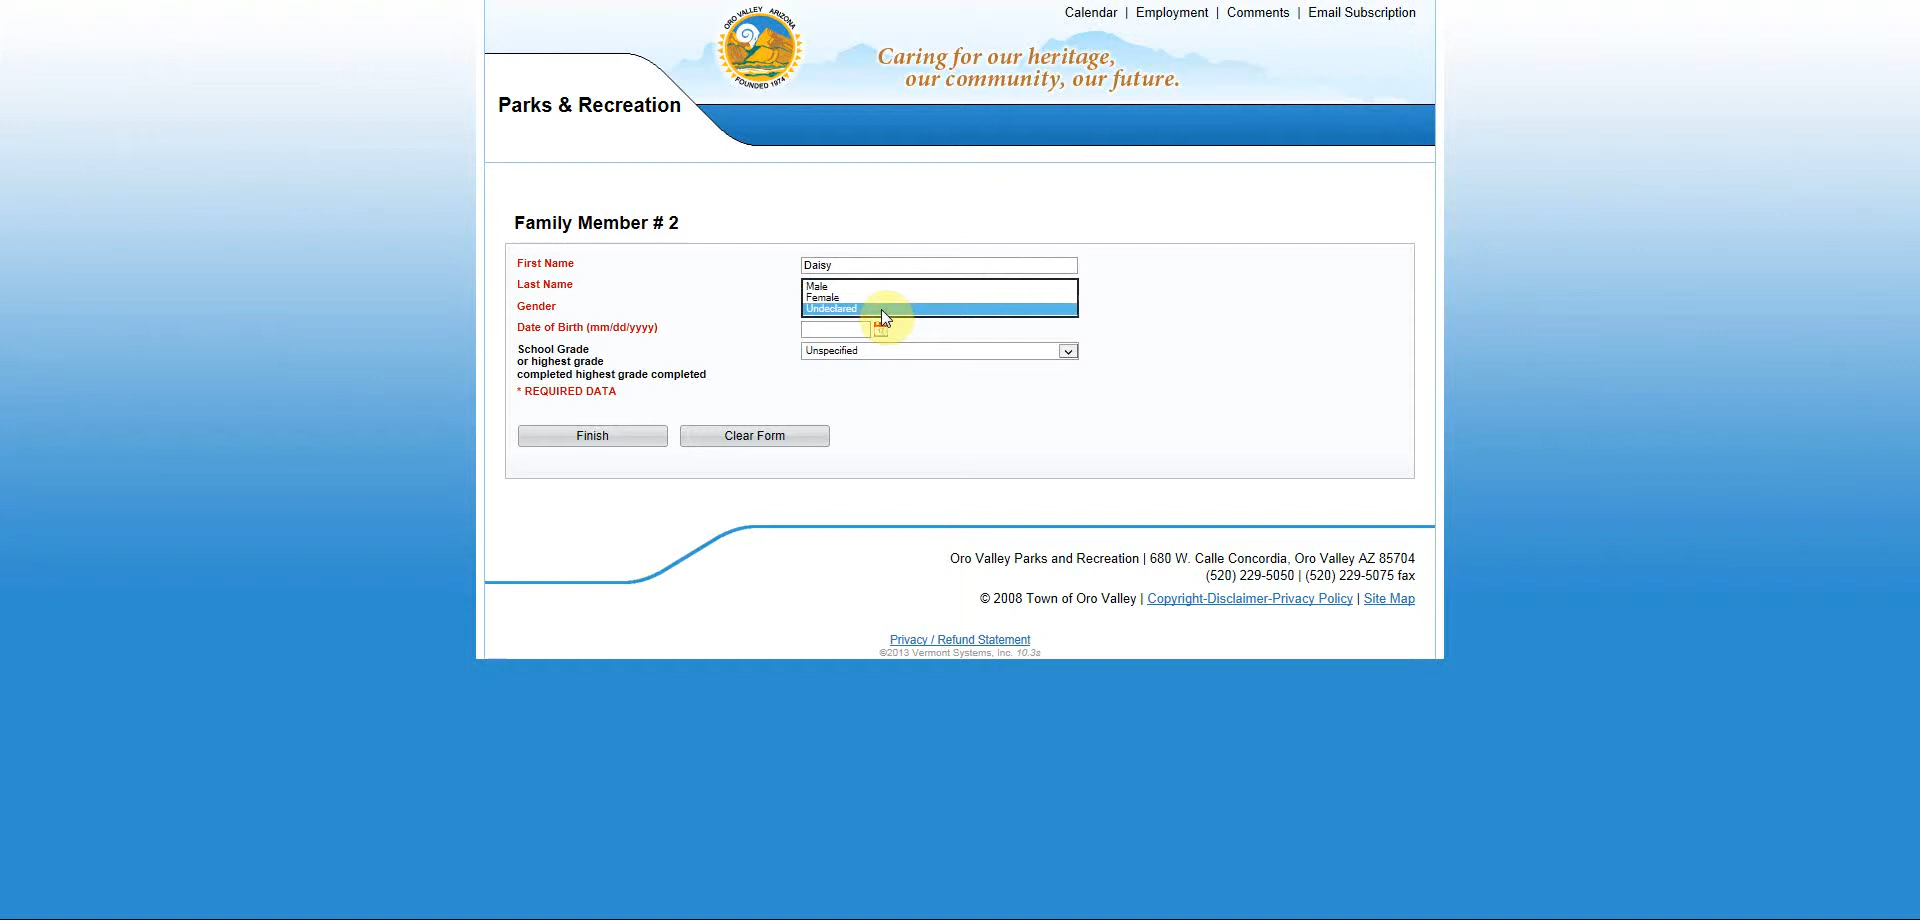 Calendar | Employment | Comments | Email Subscription
ORO VALLEY ARIZONA
FOUNDED 1974
Caring for our heritage,
our community, our future.
Parks & Recreation
Family Member # 2
First Name
Daisy
Last Name
Male
Female
Gender
Undeclared
Date of Birth (mm/dd/yyyy)
School Grade
or highest grade
completed highest grade completed
Unspecified
* REQUIRED DATA
Finish
Clear Form
Oro Valley Parks and Recreation | 680 W. Calle Concordia, Oro Valley AZ 85704
(520) 229-5050 | (520) 229-5075 fax
© 2008 Town of Oro Valley | Copyright-Disclaimer-Privacy Policy | Site Map
Privacy / Refund Statement
©2013 Vermont Systems, Inc. 10.3s